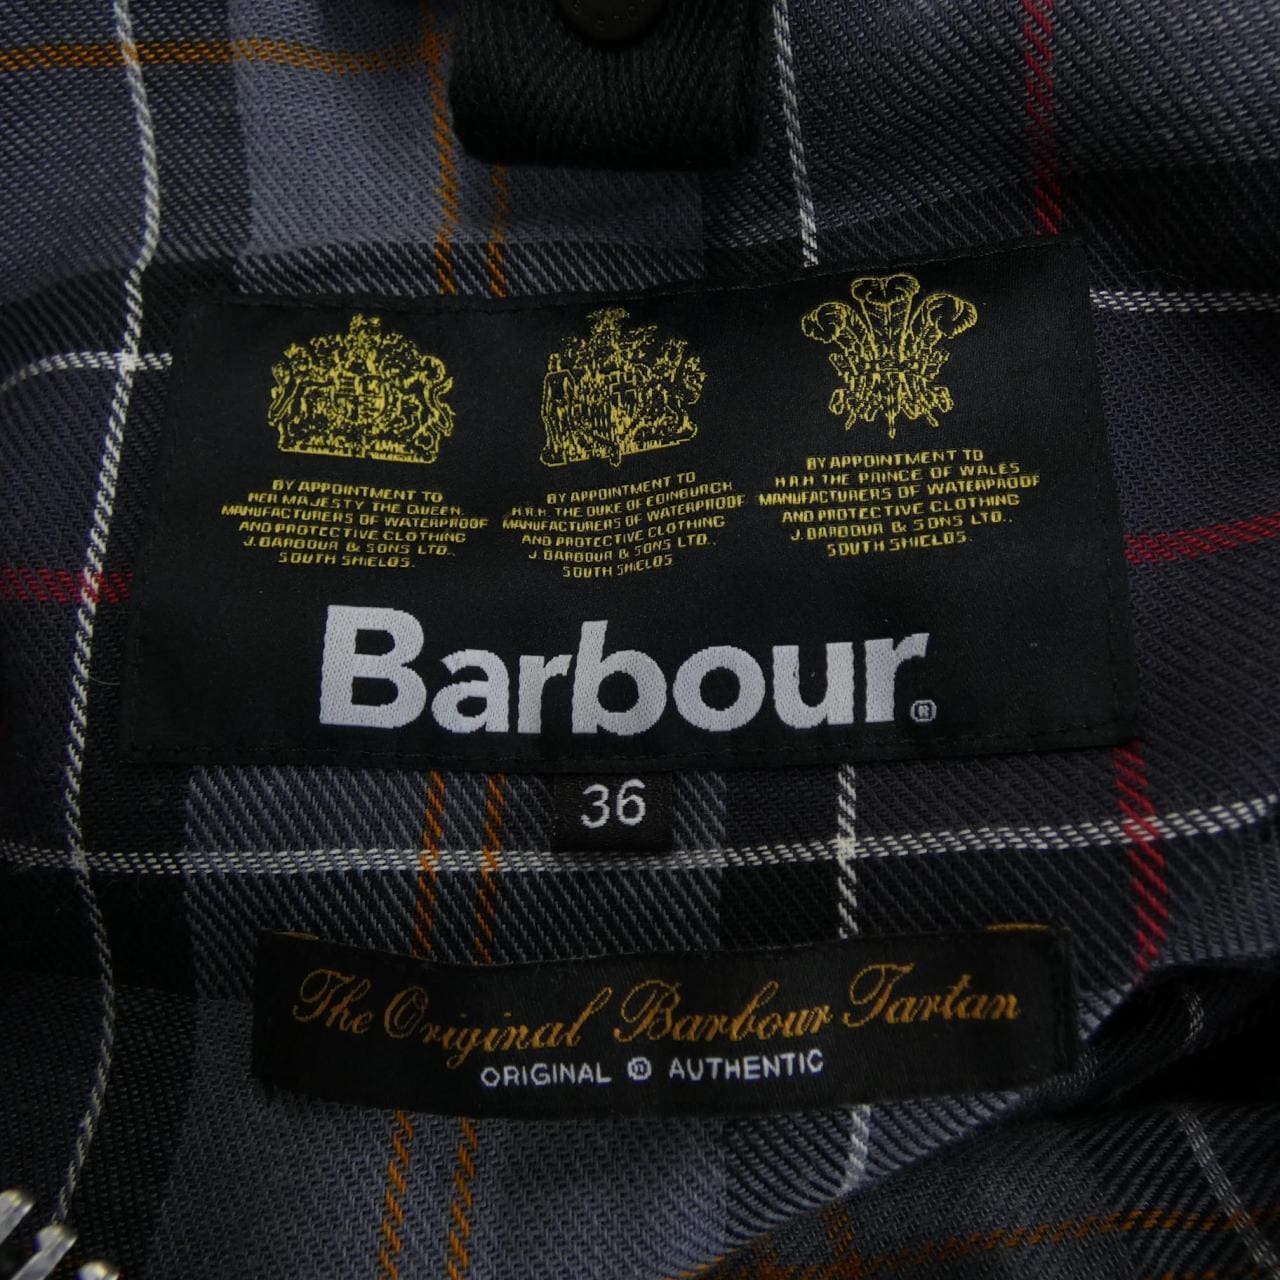 BY APPOINTMENT TO
HER MAJESTY THE QUEEN
MANUFACTURERS OF WATERPROOF
AND PROTECTIVE CLOTHING
J. BARBOUR & SONS LTD.,
SOUTH SHIELDS.
BY APPOINTMENT TO
H.R.H. THE DUKE OF EDINBURGH
MANUFACTURERS OF WATERPROOF
AND PROTECTIVE CLOTHING
J. BARBOUR & SONS LTD.,
SOUTH SHIELDS
BY APPOINTMENT TO
H.R.H. THE PRINCE OF WALES
MANUFACTURERS OF WATERPROOF
AND PROTECTIVE CLOTHING
J. BARBOUR & SONS LTD.,
SOUTH SHIELDS.
Barbour®
36
The Original Barbour Tartan
ORIGINAL ® AUTHENTIC